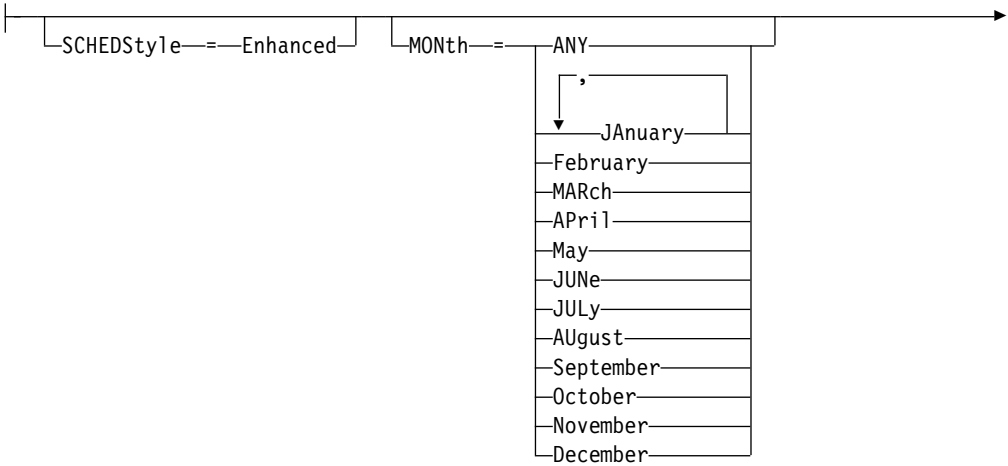 SCHEDStyle = Enhanced MONth = ANY
,
JAnuary
February
MARch
APril
May
JUNe
JULy
AUgust
September
October
November
December